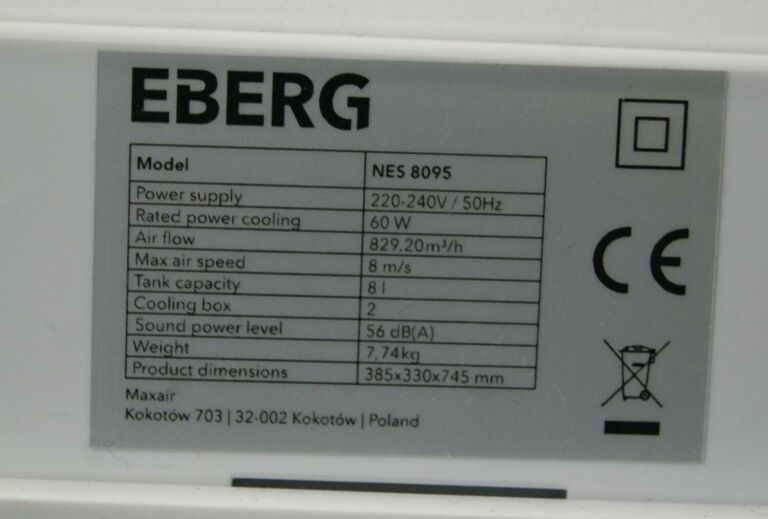 EBERG
Model NES 8095
Power supply 220-240V / 50Hz
Rated power cooling 60 W
Air flow 829.20m³/h
Max air speed 8 m/s
Tank capacity 8 l
Cooling box 2
Sound power level 56 dB(A)
Weight 7,74kg
Product dimensions 385x330x745 mm
Maxair
Kokotów 703 | 32-002 Kokotów | Poland
CE